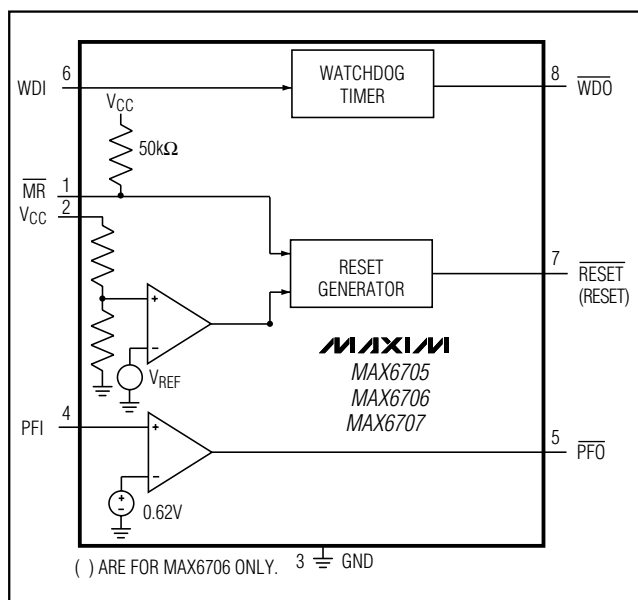 WDI
6
VCC
50kΩ
WATCHDOG
TIMER
8
WDO
MR
1
2
VCC
RESET
GENERATOR
7
RESET
(RESET)
+
−
VREF
MAXIM
MAX6705
MAX6706
MAX6707
PFI
4
+
−
5
PFO
+
−
0.62V
( ) ARE FOR MAX6706 ONLY.
3
GND